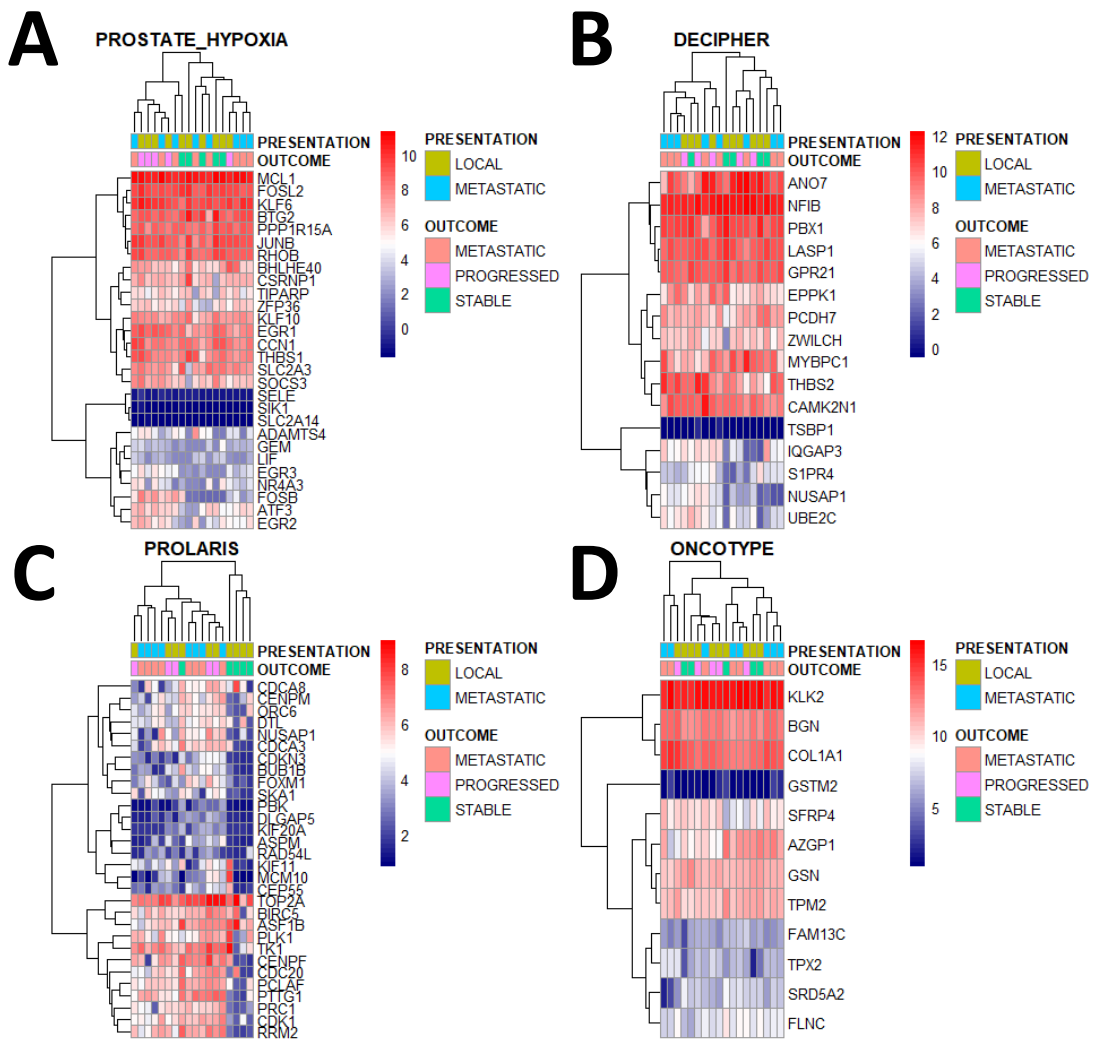 A
PROSTATE_HYPOXIA
PRESENTATION
OUTCOME
MCL1
FOSL2
KLF6
BTG2
PPP1R15A
JUNB
RHOB
BHLHE40
CSRNP1
TIPARP
ZFP36
KLF10
EGR1
CCN1
THBS1
SLC2A3
SOCS3
SELE
SIK1
SLC2A14
ADAMTS4
GEM
LIF
EGR3
NR4A3
FOSB
ATF3
EGR2
10
8
6
4
2
0
PRESENTATION
LOCAL
METASTATIC
OUTCOME
METASTATIC
PROGRESSED
STABLE
B
DECIPHER
PRESENTATION
OUTCOME
ANO7
NFIB
PBX1
LASP1
GPR21
EPPK1
PCDH7
ZWILCH
MYBPC1
THBS2
CAMK2N1
TSBP1
IQGAP3
S1PR4
NUSAP1
UBE2C
12
10
8
6
4
2
0
PRESENTATION
LOCAL
METASTATIC
OUTCOME
METASTATIC
PROGRESSED
STABLE
C
PROLARIS
PRESENTATION
OUTCOME
CDCA8
CENPM
ORC6
DTL
NUSAP1
CDCA3
CDKN3
BUB1B
FOXM1
SKA1
PBK
DLGAP5
KIF20A
ASPM
RAD54L
KIF11
MCM10
CEP55
TOP2A
BIRC5
ASF1B
PLK1
TK1
CENPF
CDC20
PCLAF
PTTG1
PRC1
CDK1
RRM2
8
6
4
2
PRESENTATION
LOCAL
METASTATIC
OUTCOME
METASTATIC
PROGRESSED
STABLE
D
ONCOTYPE
PRESENTATION
OUTCOME
KLK2
BGN
COL1A1
GSTM2
SFRP4
AZGP1
GSN
TPM2
FAM13C
TPX2
SRD5A2
FLNC
15
10
5
PRESENTATION
LOCAL
METASTATIC
OUTCOME
METASTATIC
PROGRESSED
STABLE